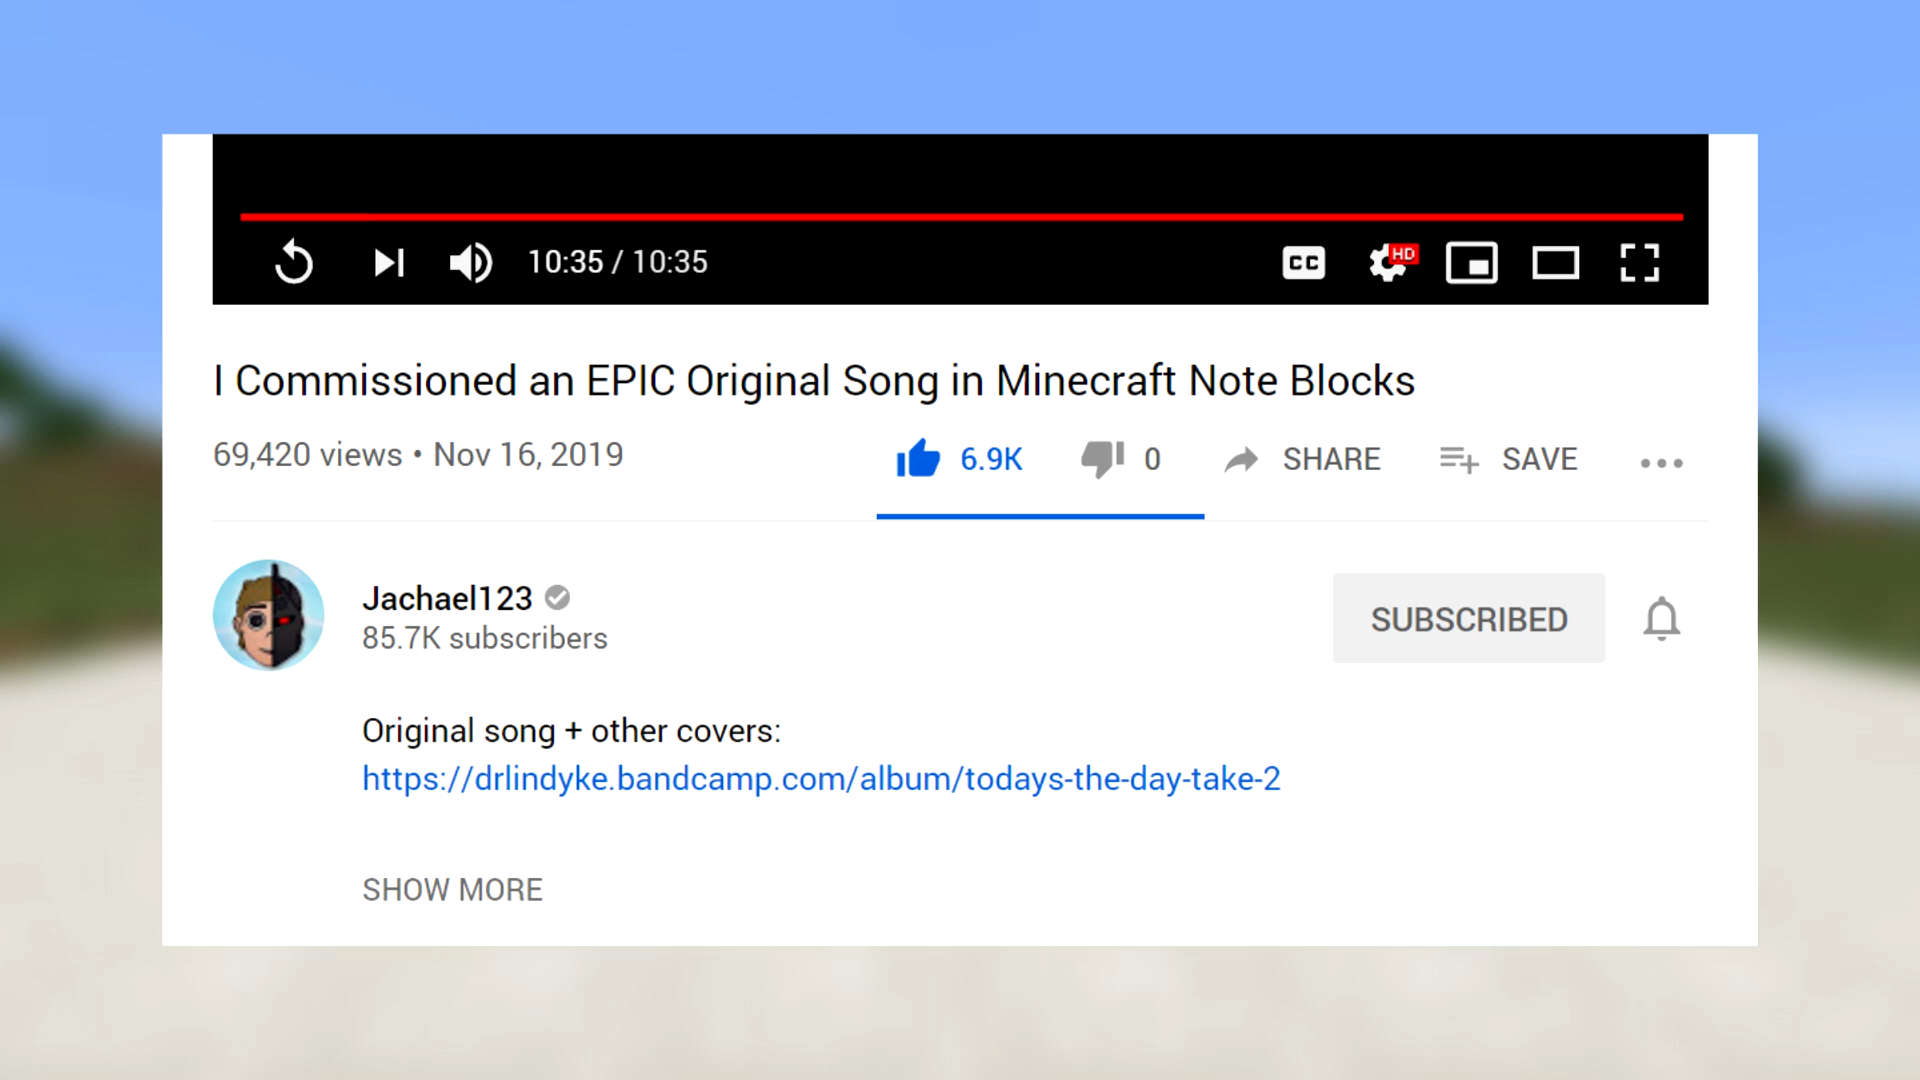 10:35 / 10:35
CC
HD
I Commissioned an EPIC Original Song in Minecraft Note Blocks
69,420 views • Nov 16, 2019
6.9K
0
SHARE
SAVE
Jachael123
85.7K subscribers
SUBSCRIBED
Original song + other covers:
https://drlindyke.bandcamp.com/album/todays-the-day-take-2
SHOW MORE